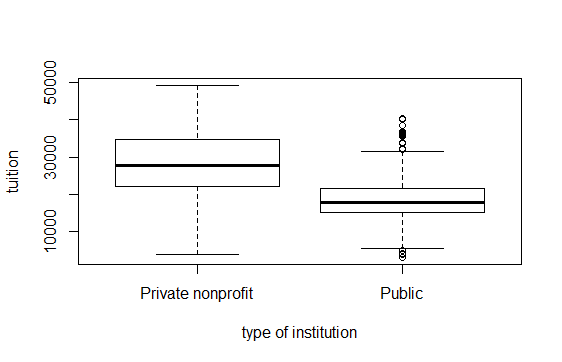 50000
30000
10000
tuition
Private nonprofit
Public
type of institution